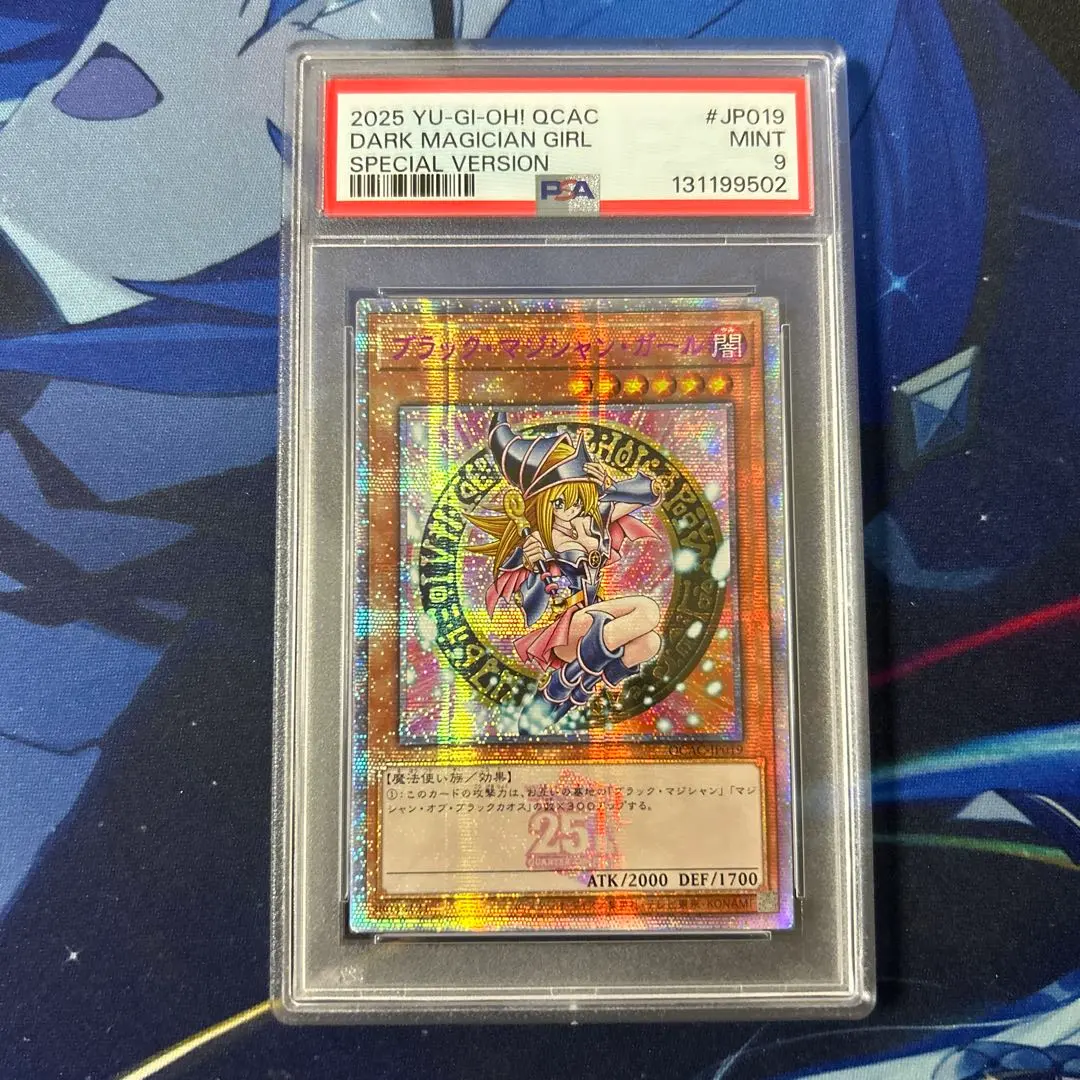 2025 YU-GI-OH! QCAC #JP019
DARK MAGICIAN GIRL MINT
SPECIAL VERSION 9
PSA 131199502
ブラック・マジシャン・ガール 闇
QCAC-JP019
【魔法使い族/効果】
①:このカードの攻撃力は、お互いの墓地の「ブラック・マジシャン」「マジ
シャン・オブ・ブラックカオス」の数×300アップする。
25
ATK/2000 DEF/1700
KONAMI